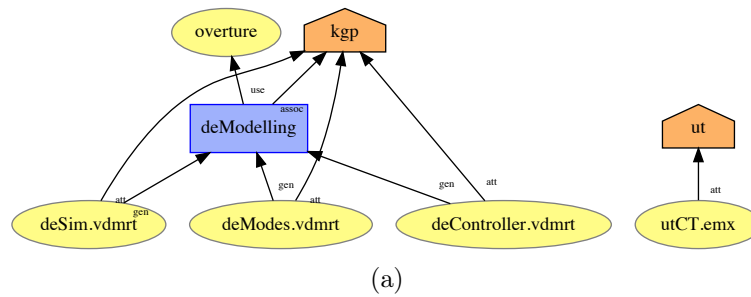 overture
kgp
use
assoc
deModelling
ut
gen
att
gen
att
gen
att
att
deSim.vdmrt
deModes.vdmrt
deController.vdmrt
utCT.emx
(a)